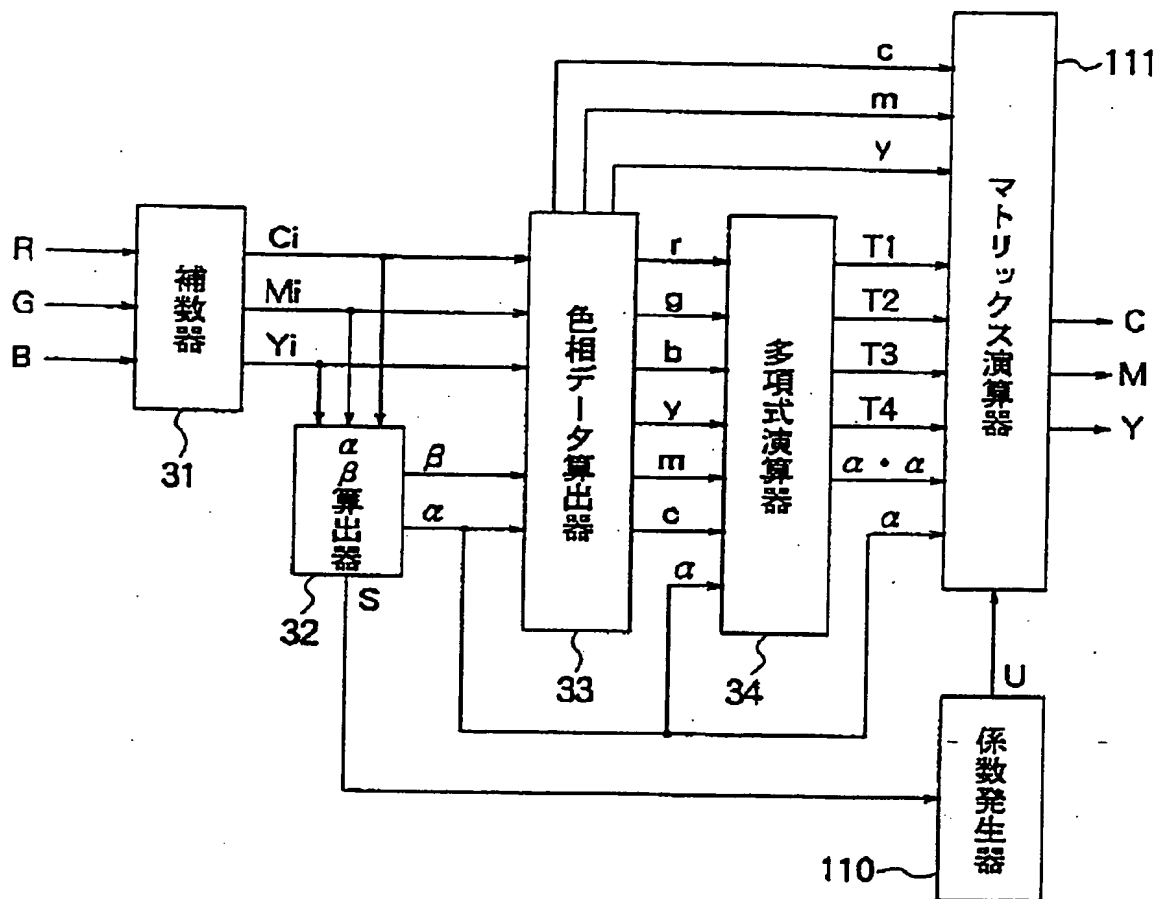 c
m
y
111
マトリックス演算器
R
G
B
補数器
31
Ci
Mi
Yi
αβ算出器
32
β
α
S
色相データ算出器
33
r
g
b
y
m
c
α
多項式演算器
34
T1
T2
T3
T4
α・α
α
C
M
Y
U
係数発生器
110